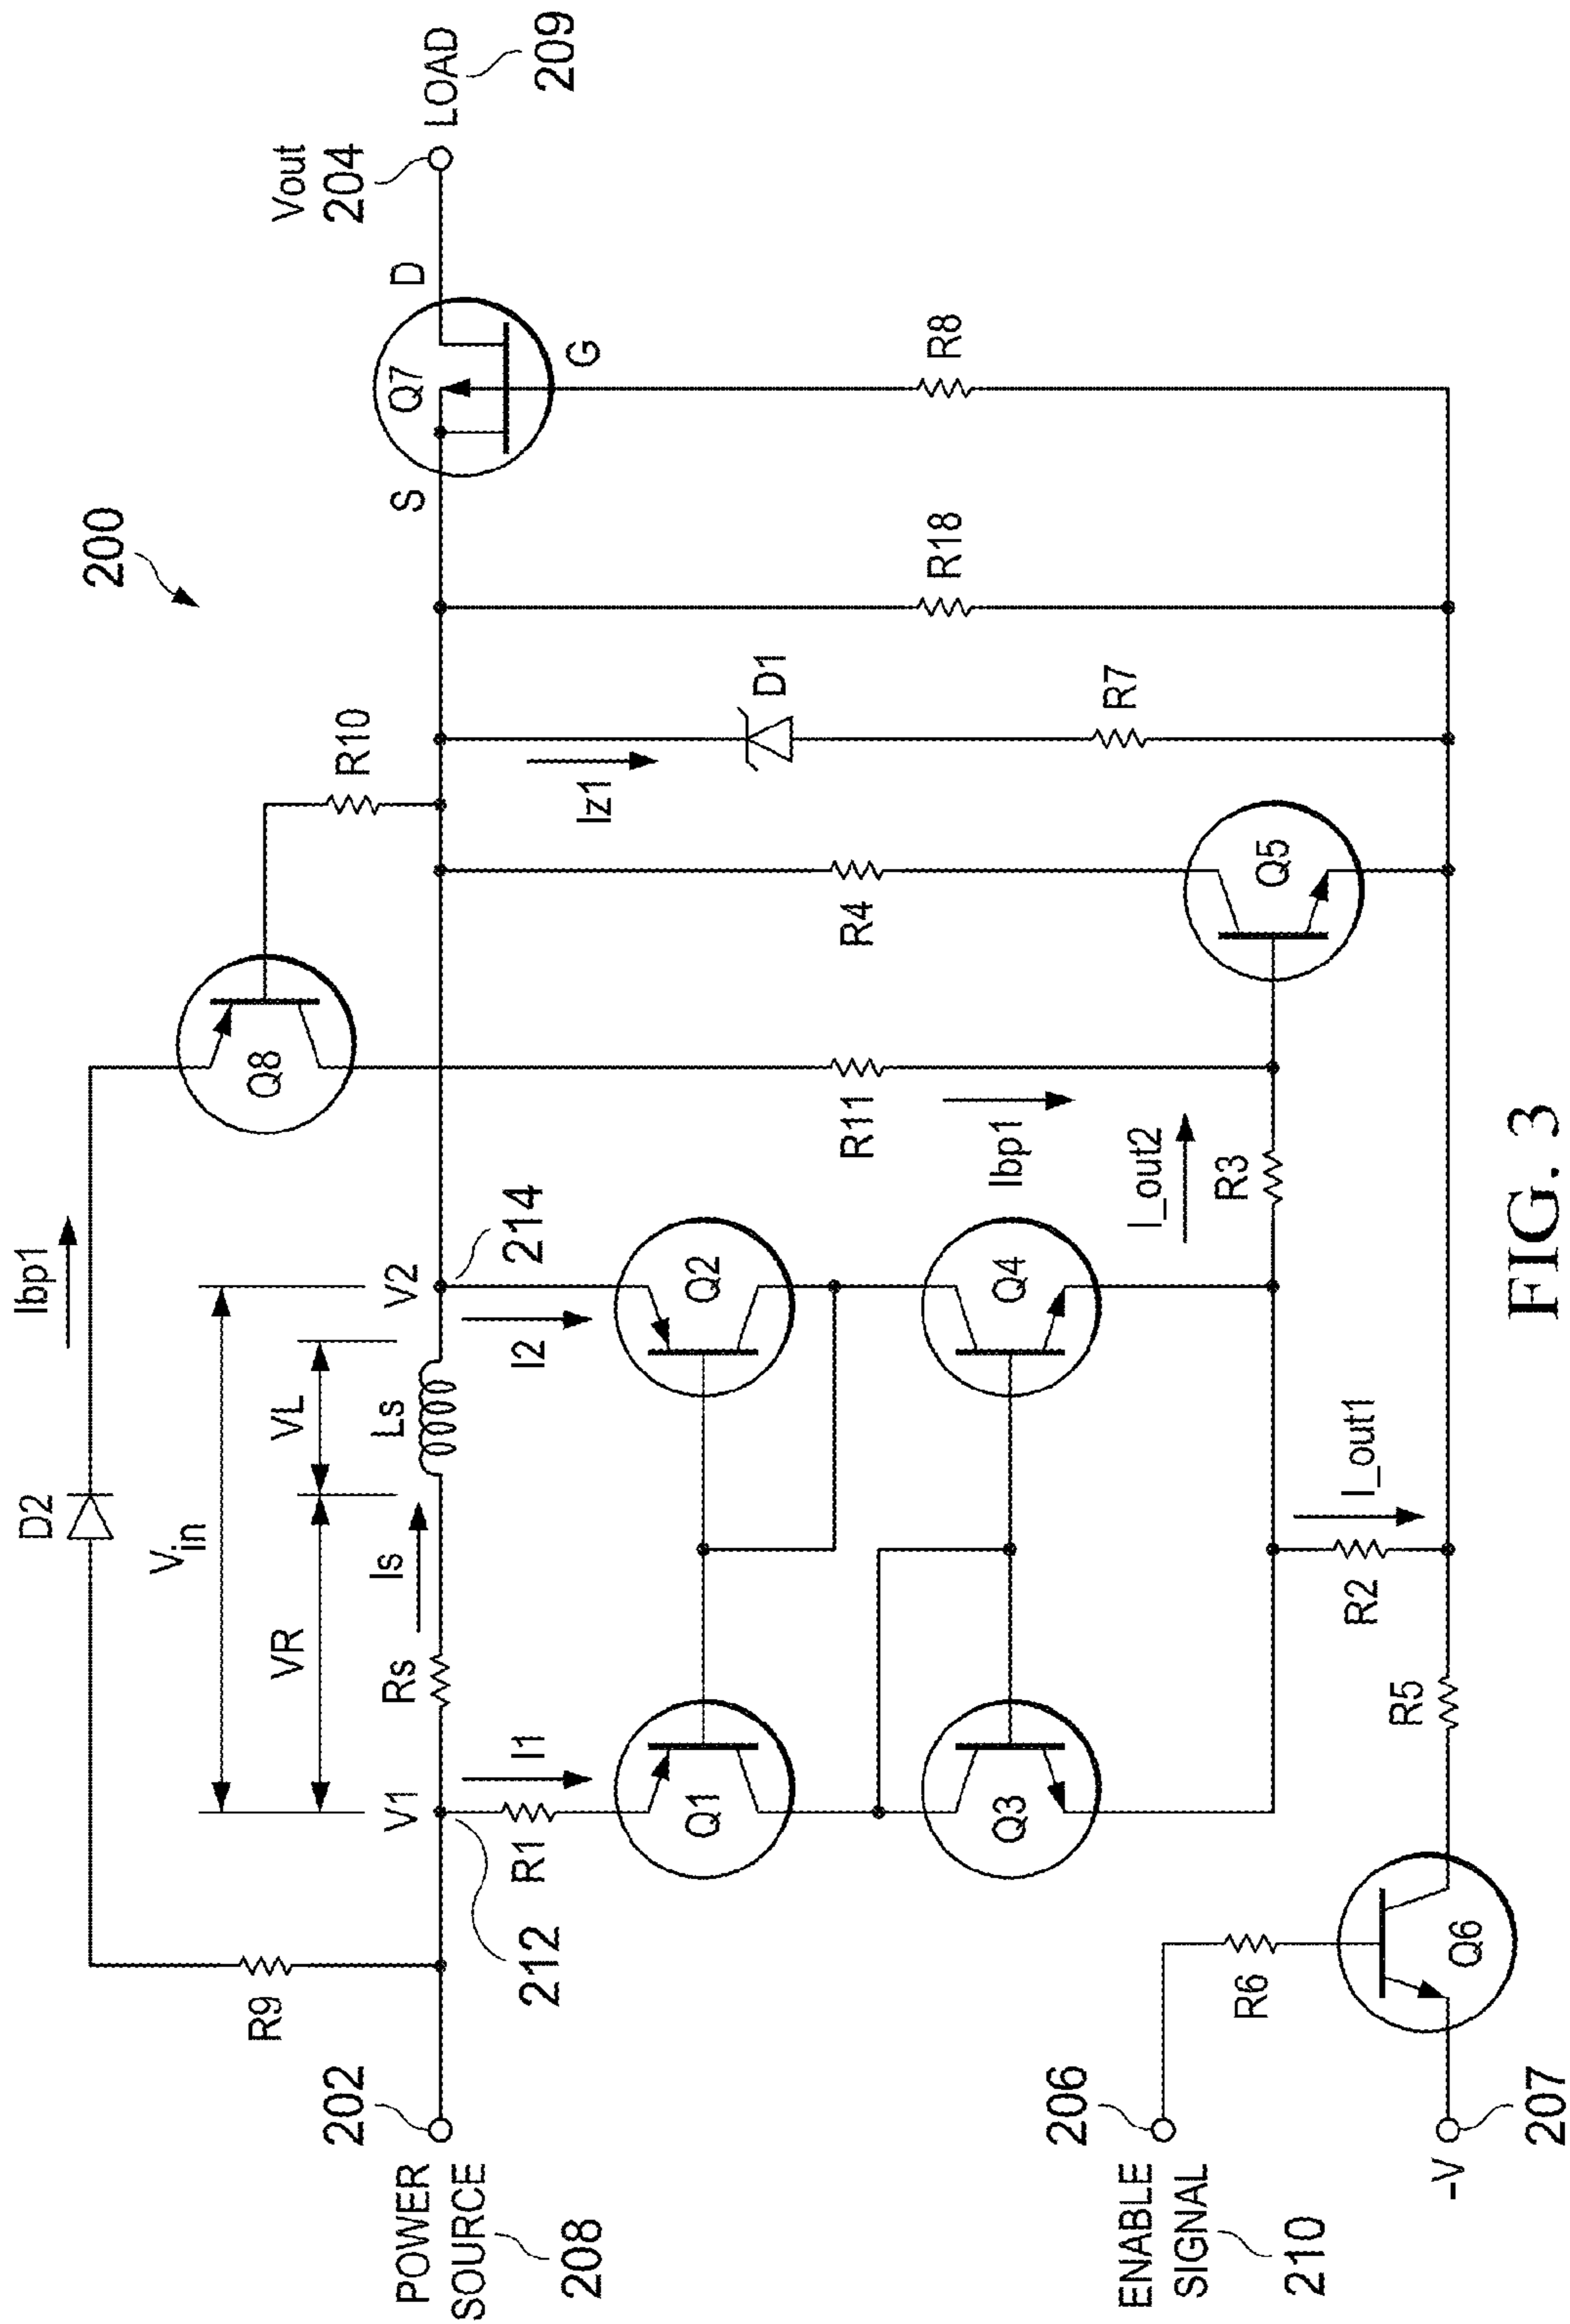 200
Ibp1
D2
Vin
VR
VL
R9
Q8
R10
Vout
204
202
POWER
SOURCE
208
V1
Rs
Is
Ls
V2
S
Q7
D
G
LOAD
209
212
R1
I1
I2
214
Iz1
D1
Q1
Q2
R11
R4
R18
R8
Ibp1
R7
Q3
Q4
I_out2
R3
Q5
206
ENABLE
SIGNAL
210
R6
R2
I_out1
R5
Q6
-V
207
FIG. 3